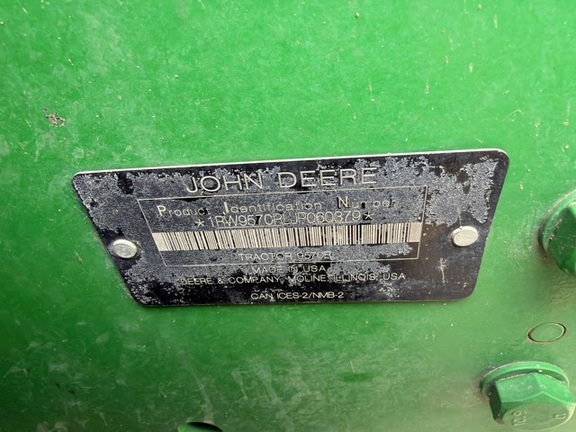 JOHN DEERE
Product Identification Number
*1RW9570RLJP060879*
TRACTOR 9570R
MADE IN USA
DEERE & COMPANY, MOLINE, ILLINOIS, USA
CAN ICES-2/NMB-2